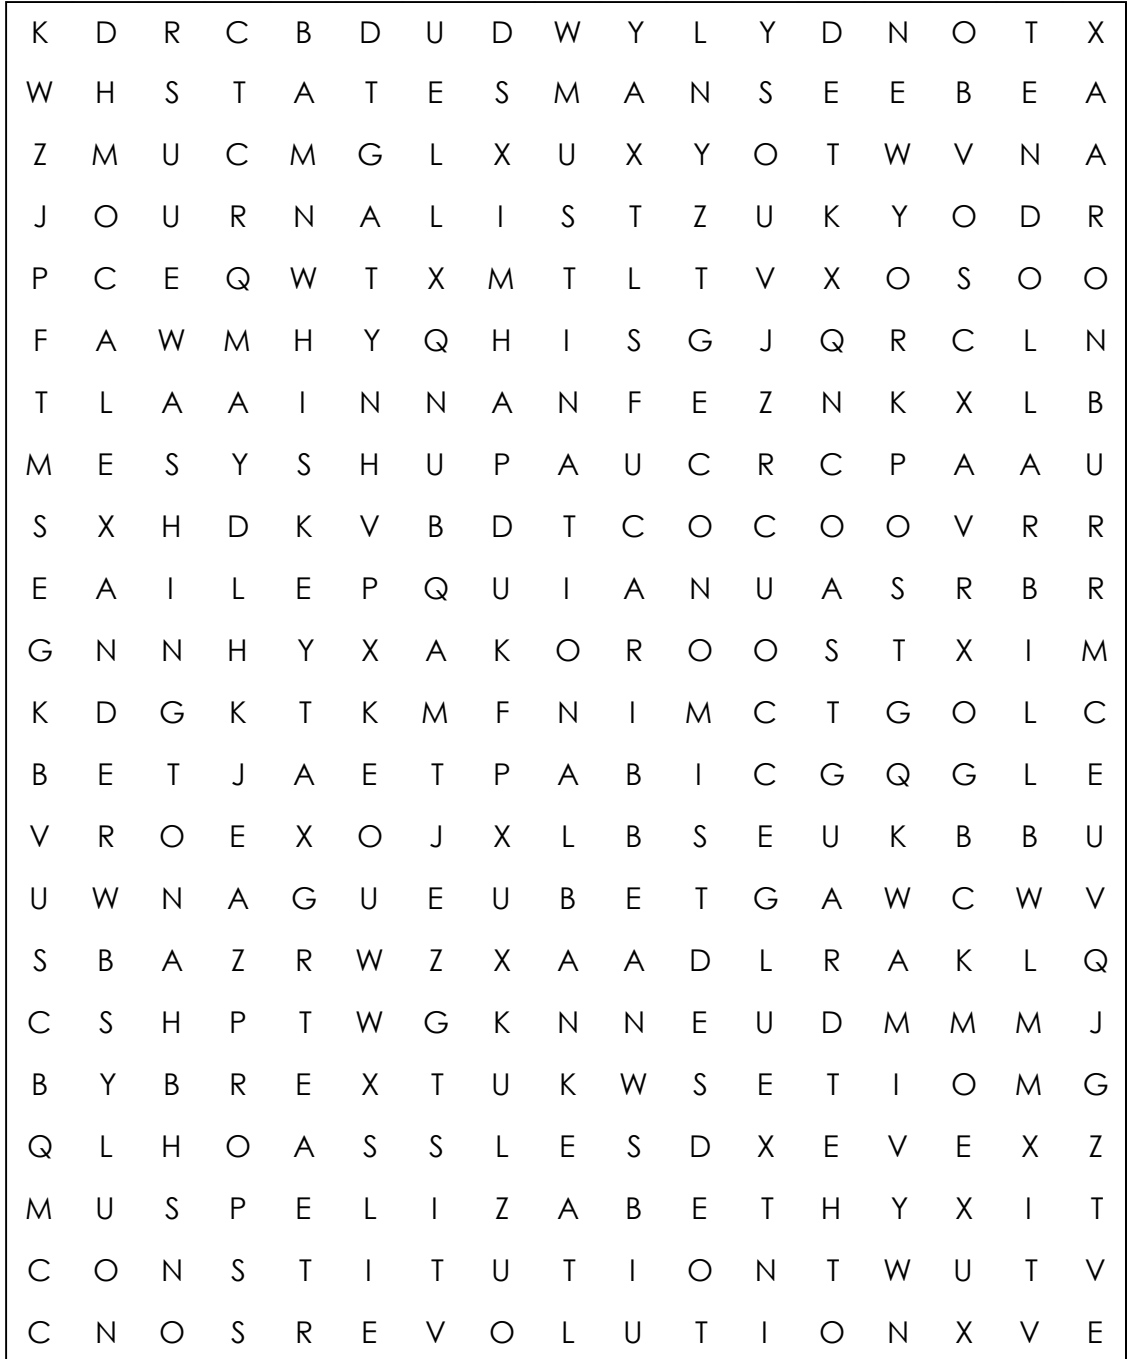 K D R C B D U D W Y L Y D N O T X
W H S T A T E S M A N S E E B E A
Z M U C M G L X U X Y O T W V N A
J O U R N A L I S T Z U K Y O D R
P C E Q W T X M T L T V X O S O O
F A W M H Y Q H I S G J Q R C L N
T L A A I N N A N F E Z N K X L B
M E S Y S H U P A U C R C P A A U
S X H D K V B D T C O C O O V R R
E A I L E P Q U I A N U A S R B R
G N N H Y X A K O R O O S T X I M
K D G K T K M F N I M C T G O L C
B E T J A E T P A B I C G Q G L E
V R O E X O J X L B S E U K B B U
U W N A G U E U B E T G A W C W V
S B A Z R W Z X A A D L R A K L Q
C S H P T W G K N N E U D M M M J
B Y B R E X T U K W S E T I O M G
Q L H O A S S L E S D X E V E X Z
M U S P E L I Z A B E T H Y X I T
C O N S T I T U T I O N T W U T V
C N O S R E V O L U T I O N X V E